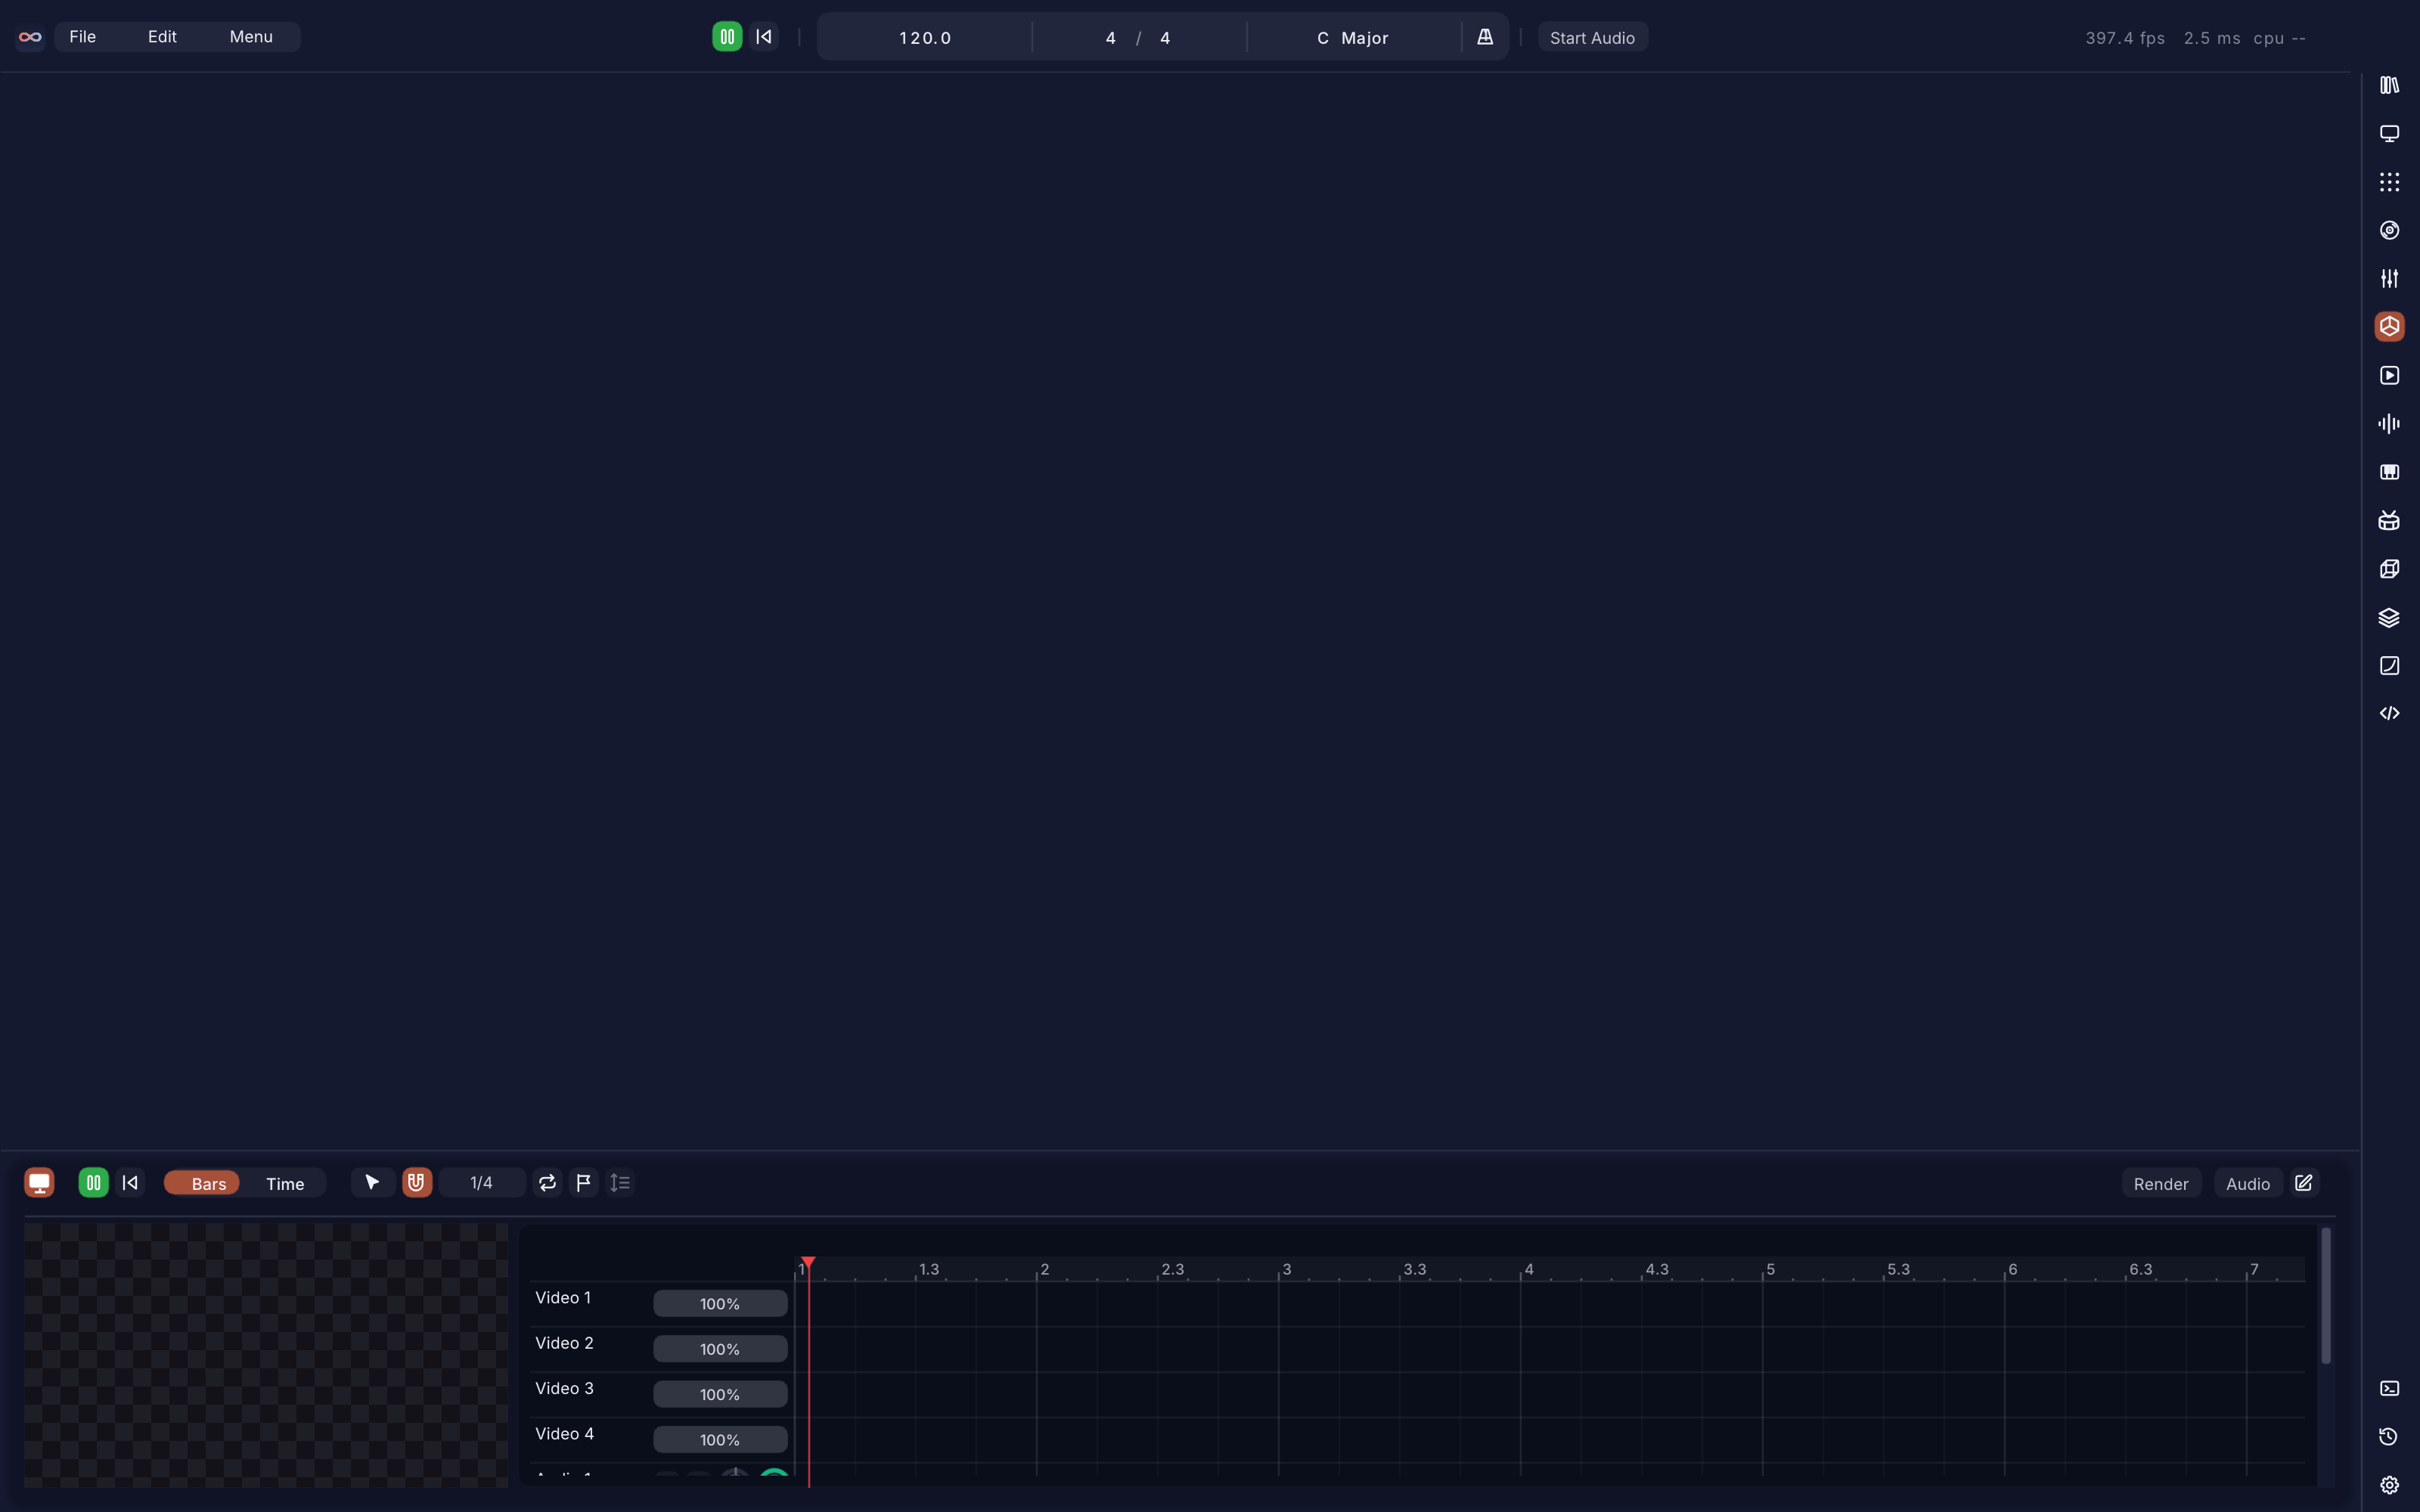 File Edit Menu 120.0 4 / 4 C Major Start Audio 397.4 fps 2.5 ms cpu --
Bars Time 1/4 Render Audio
1 1.3 2 2.3 3 3.3 4 4.3 5 5.3 6 6.3 7
Video 1 100%
Video 2 100%
Video 3 100%
Video 4 100%